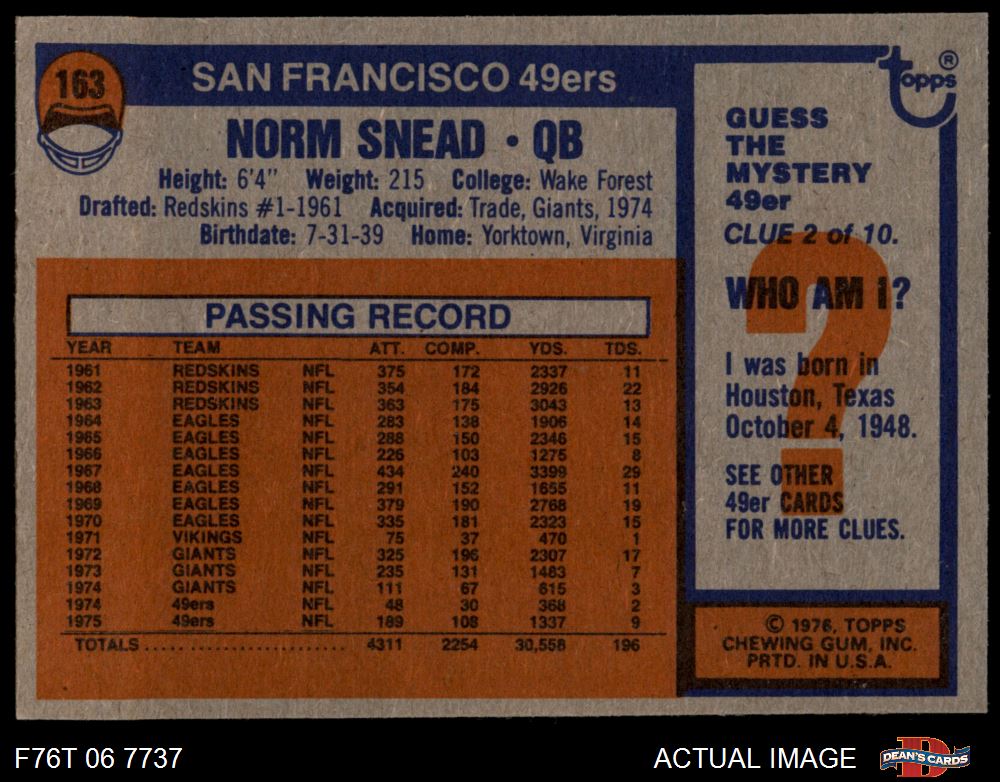 163
SAN FRANCISCO 49ers
NORM SNEAD • QB
Height: 6'4" Weight: 215 College: Wake Forest
Drafted: Redskins #1-1961 Acquired: Trade, Giants, 1974
Birthdate: 7-31-39 Home: Yorktown, Virginia
PASSING RECORD
YEAR TEAM ATT. COMP. YDS. TDS.
1961 REDSKINS NFL 375 172 2337 11
1962 REDSKINS NFL 354 184 2926 22
1963 REDSKINS NFL 363 175 3043 13
1964 EAGLES NFL 283 138 1906 14
1965 EAGLES NFL 288 150 2346 15
1966 EAGLES NFL 226 103 1275 8
1967 EAGLES NFL 434 240 3399 29
1968 EAGLES NFL 291 152 1655 11
1969 EAGLES NFL 379 190 2768 19
1970 EAGLES NFL 335 181 2323 15
1971 VIKINGS NFL 75 37 470 1
1972 GIANTS NFL 325 196 2307 17
1973 GIANTS NFL 235 131 1483 7
1974 GIANTS NFL 111 67 615 3
1974 49ers NFL 48 30 368 2
1975 49ers NFL 189 108 1337 9
TOTALS........................ 4311 2254 30,558 196
Topps ®
GUESS
THE
MYSTERY
49er
CLUE 2 of 10.
WHO AM I?
I was born in
Houston, Texas
October 4, 1948.
SEE OTHER
49er CARDS
FOR MORE CLUES.
?
© 1976, TOPPS
CHEWING GUM, INC.
PRTD. IN U.S.A.
F76T 06 7737
ACTUAL IMAGE
DEAN'S CARDS